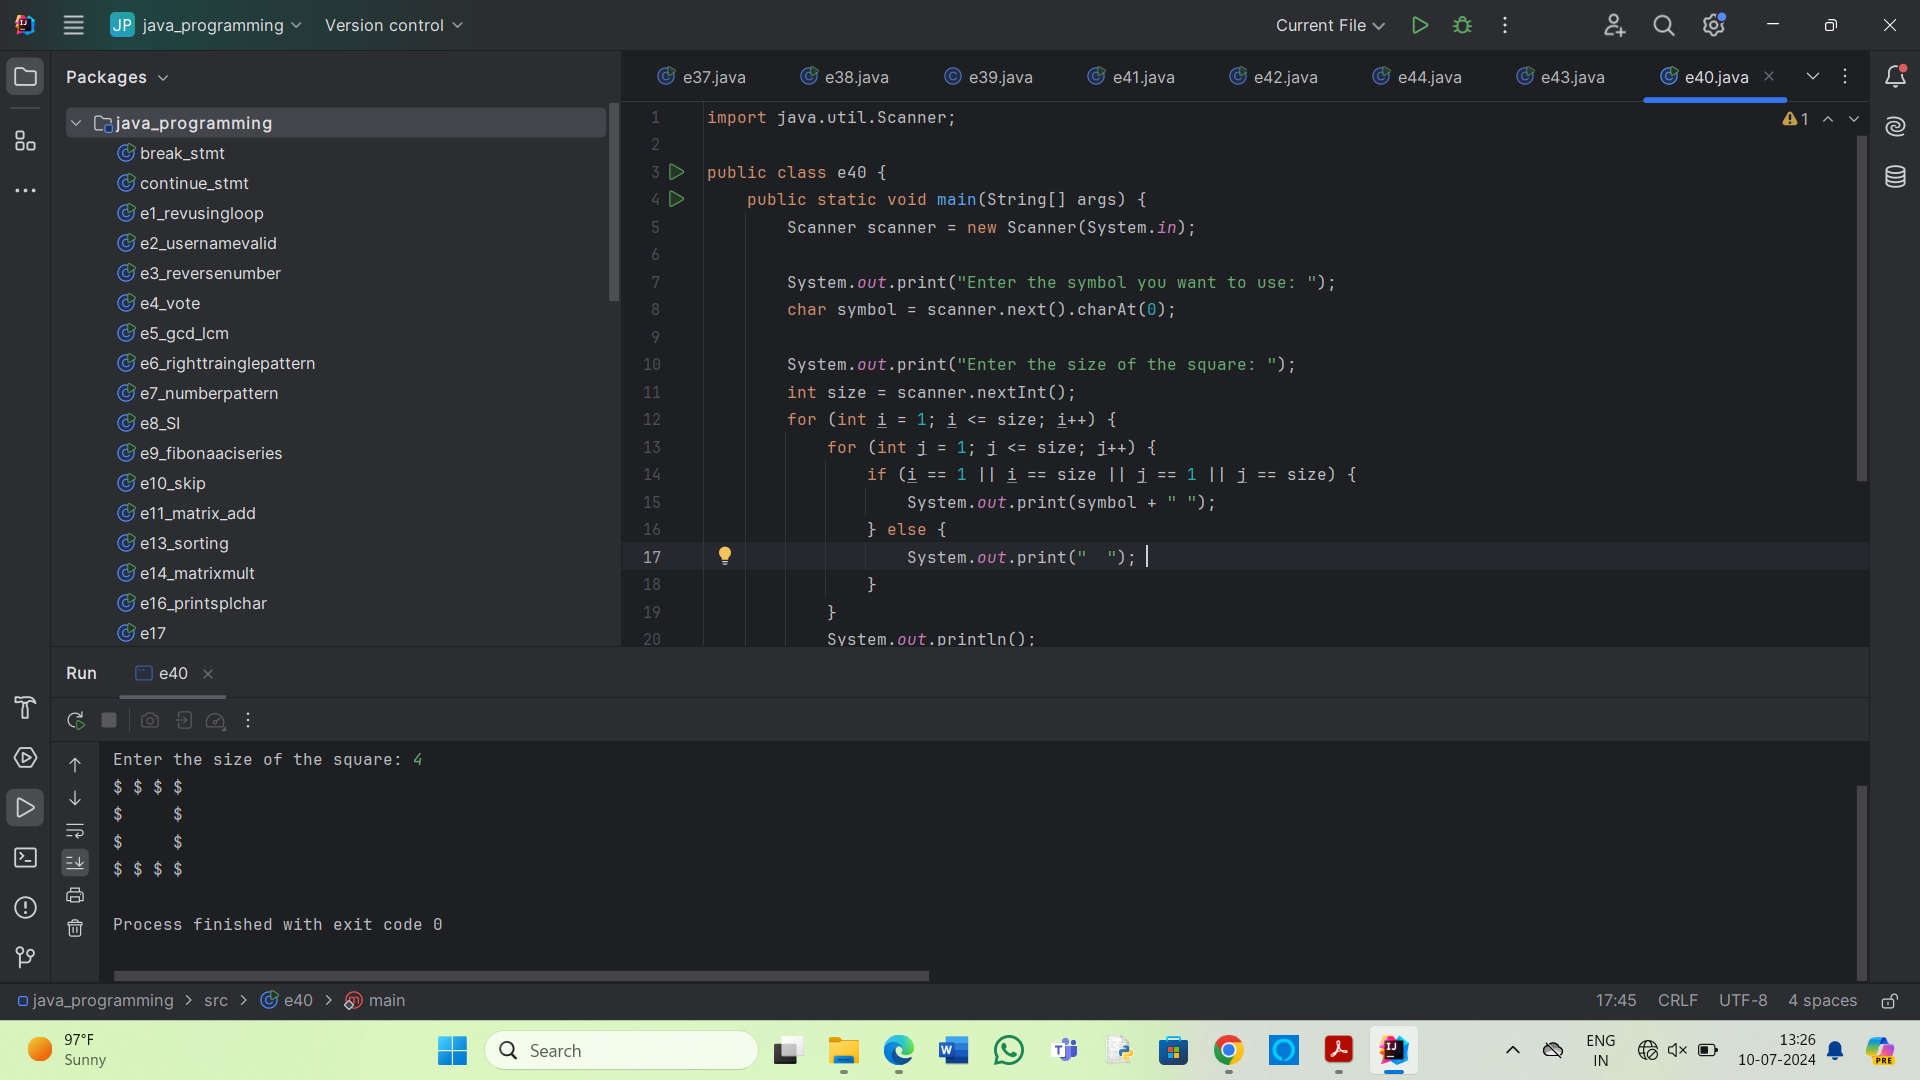 JP java_programming Version control Current File
Packages
e37.java e38.java e39.java e41.java e42.java e44.java e43.java e40.java
java_programming
break_stmt
continue_stmt
e1_revusingloop
e2_usernamevalid
e3_reversenumber
e4_vote
e5_gcd_lcm
e6_righttrainglepattern
e7_numberpattern
e8_SI
e9_fibonaaciseries
e10_skip
e11_matrix_add
e13_sorting
e14_matrixmult
e16_printsplchar
e17
1 import java.util.Scanner;
2
3 public class e40 {
4 public static void main(String[] args) {
5 Scanner scanner = new Scanner(System.in);
6
7 System.out.print("Enter the symbol you want to use: ");
8 char symbol = scanner.next().charAt(0);
9
10 System.out.print("Enter the size of the square: ");
11 int size = scanner.nextInt();
12 for (int i = 1; i <= size; i++) {
13 for (int j = 1; j <= size; j++) {
14 if (i == 1 || i == size || j == 1 || j == size) {
15 System.out.print(symbol + " ");
16 } else {
17 System.out.print("  ");
18 }
19 }
20 System.out.println();
1
Run e40
Enter the size of the square: 4
$ $ $ $
$     $
$     $
$ $ $ $
Process finished with exit code 0
java_programming > src > e40 > main 17:45 CRLF UTF-8 4 spaces
97°F
Sunny
Search
ENG
IN
13:26
10-07-2024
PRE